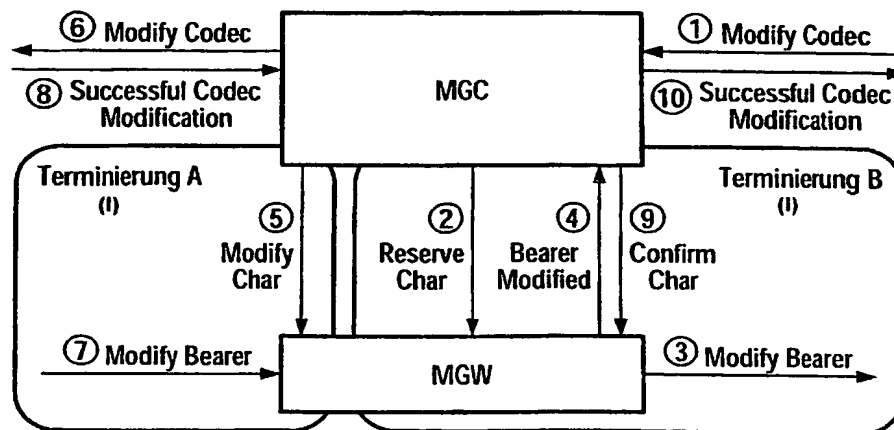 ⑥ Modify Codec
① Modify Codec
⑧ Successful Codec
Modification
MGC
⑩ Successful Codec
Modification
Terminierung A
(I)
Terminierung B
(I)
⑤
Modify
Char
②
Reserve
Char
④
Bearer
Modified
⑨
Confirm
Char
⑦ Modify Bearer
MGW
③ Modify Bearer